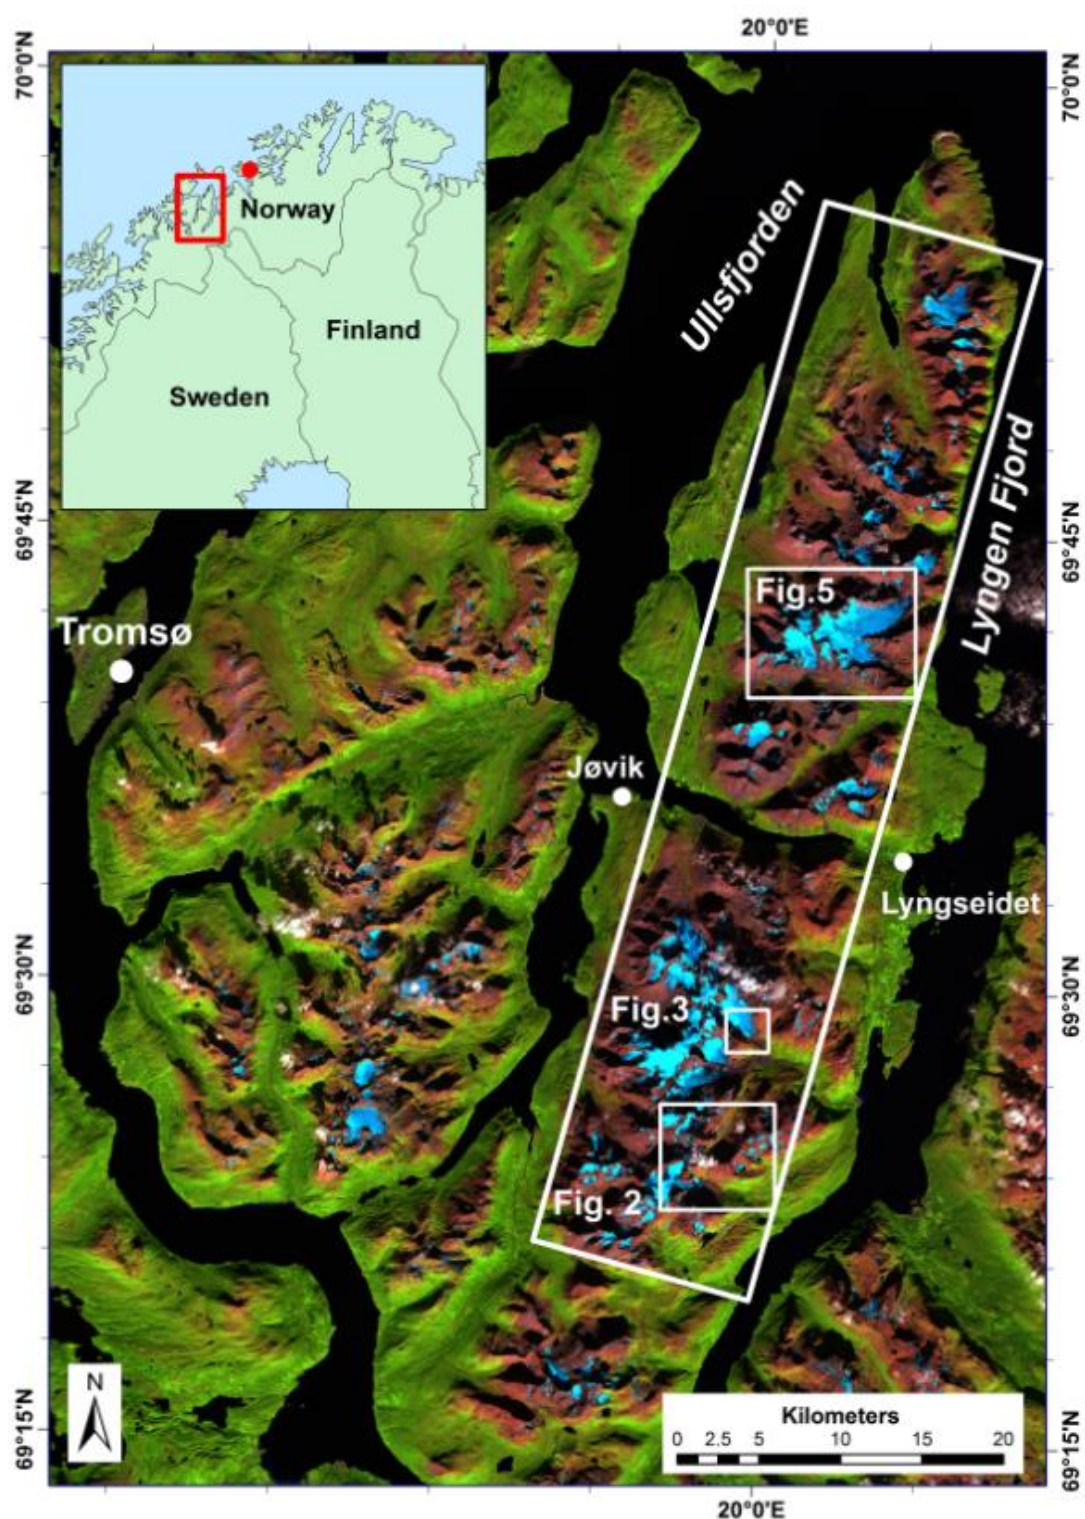 20°0'E
70°0'N
70°0'N
Norway
Finland
Sweden
Ullsfjorden
Lyngen Fjord
69°45'N
69°45'N
Fig.5
Tromsø
Jøvik
Lyngseidet
69°30'N
69°30'N
Fig.3
Fig. 2
N
Kilometers
0 2.5 5 10 15 20
69°15'N
69°15'N
20°0'E